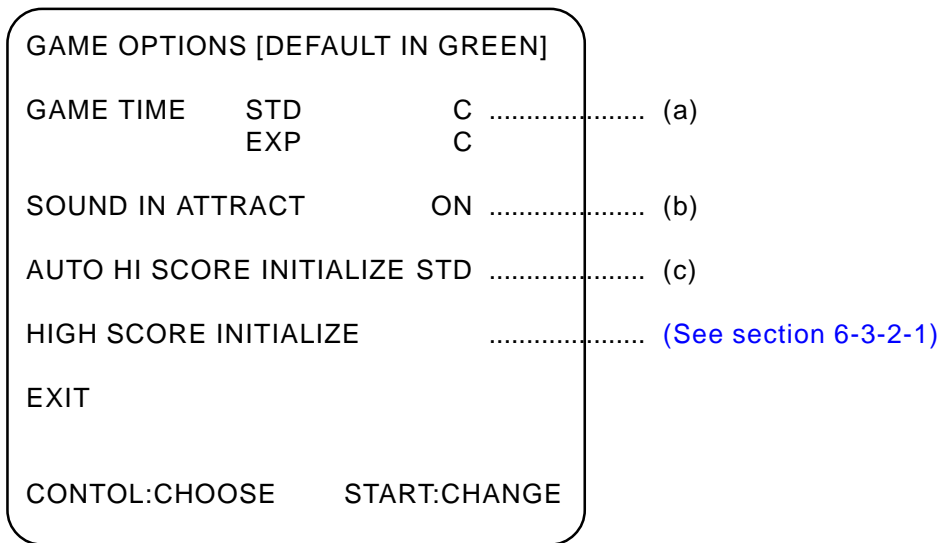 GAME OPTIONS [DEFAULT IN GREEN]
GAME TIME STD C ..................... (a)
EXP C
SOUND IN ATTRACT ON ..................... (b)
AUTO HI SCORE INITIALIZE STD ..................... (c)
HIGH SCORE INITIALIZE ..................... (See section 6-3-2-1)
EXIT
CONTOL:CHOOSE START:CHANGE